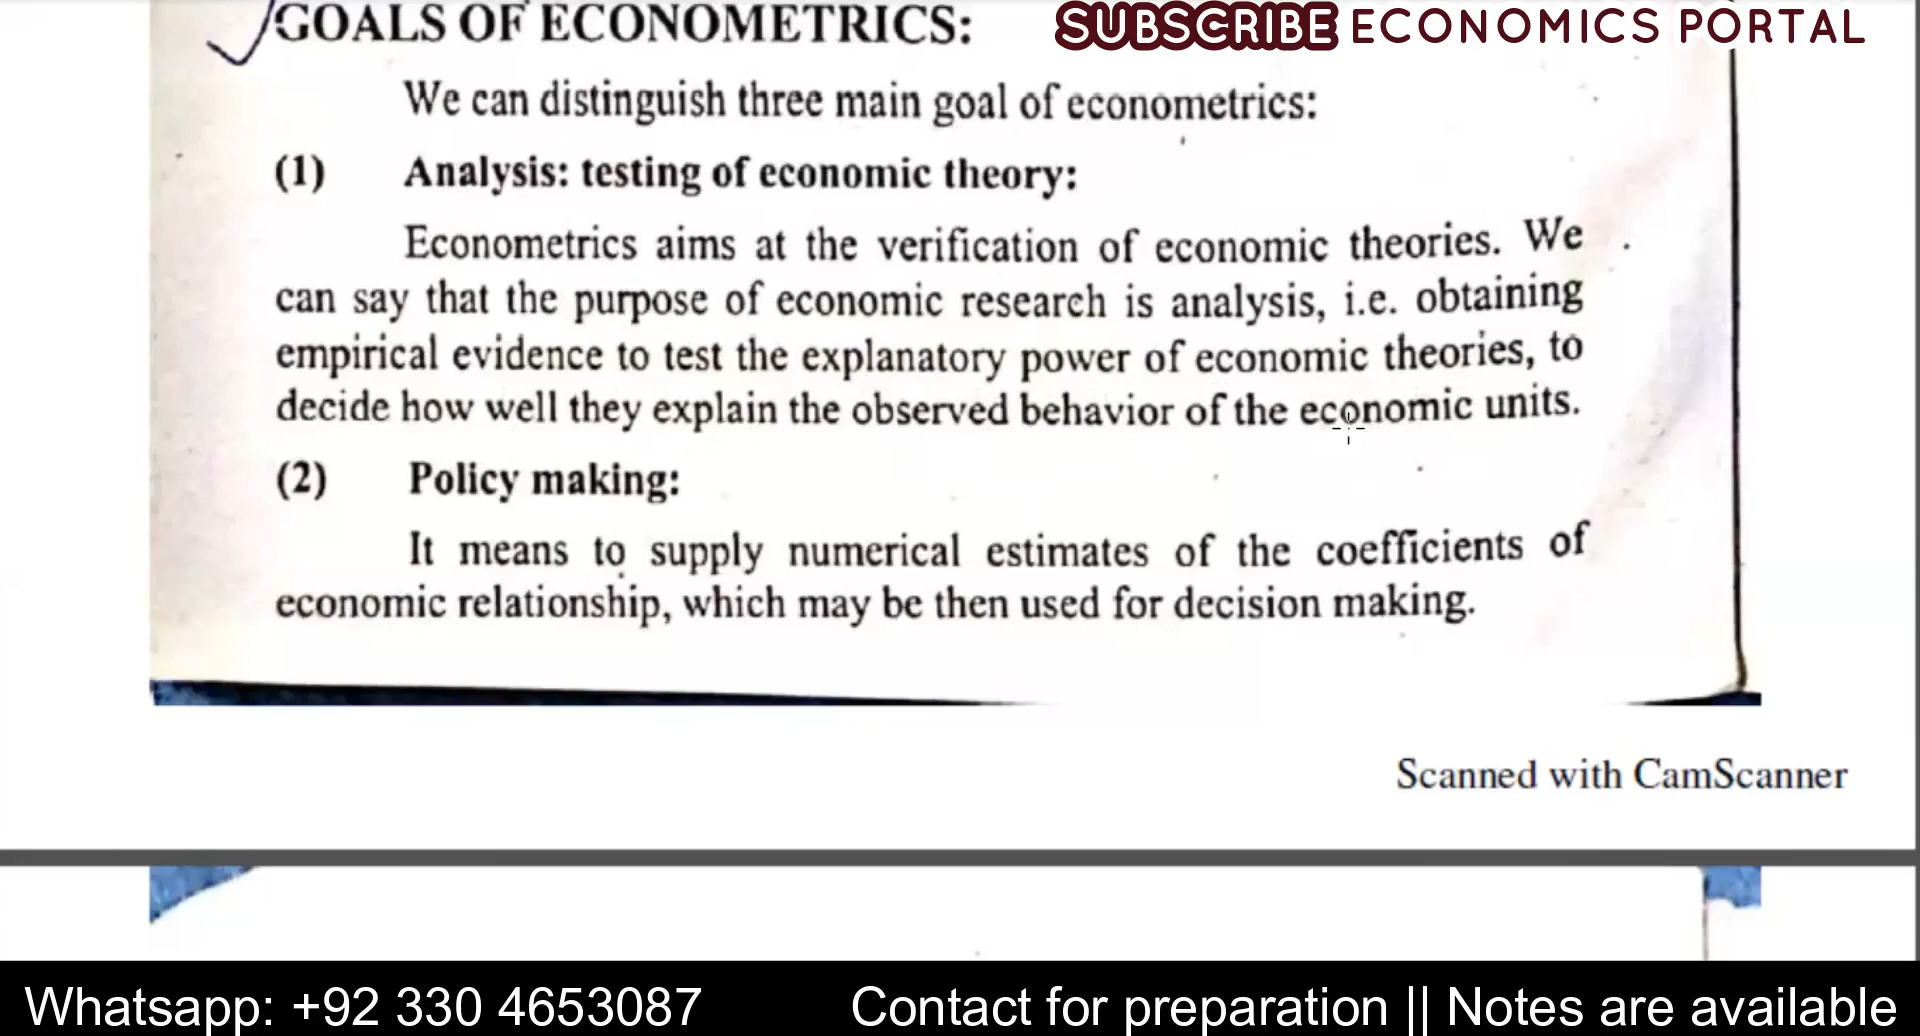 GOALS OF ECONOMETRICS:
SUBSCRIBE ECONOMICS PORTAL
We can distinguish three main goal of econometrics:
(1) Analysis: testing of economic theory:
Econometrics aims at the verification of economic theories. We
can say that the purpose of economic research is analysis, i.e. obtaining
empirical evidence to test the explanatory power of economic theories, to
decide how well they explain the observed behavior of the economic units.
(2) Policy making:
It means to supply numerical estimates of the coefficients of
economic relationship, which may be then used for decision making.
Scanned with CamScanner
Whatsapp: +92 330 4653087 Contact for preparation || Notes are available